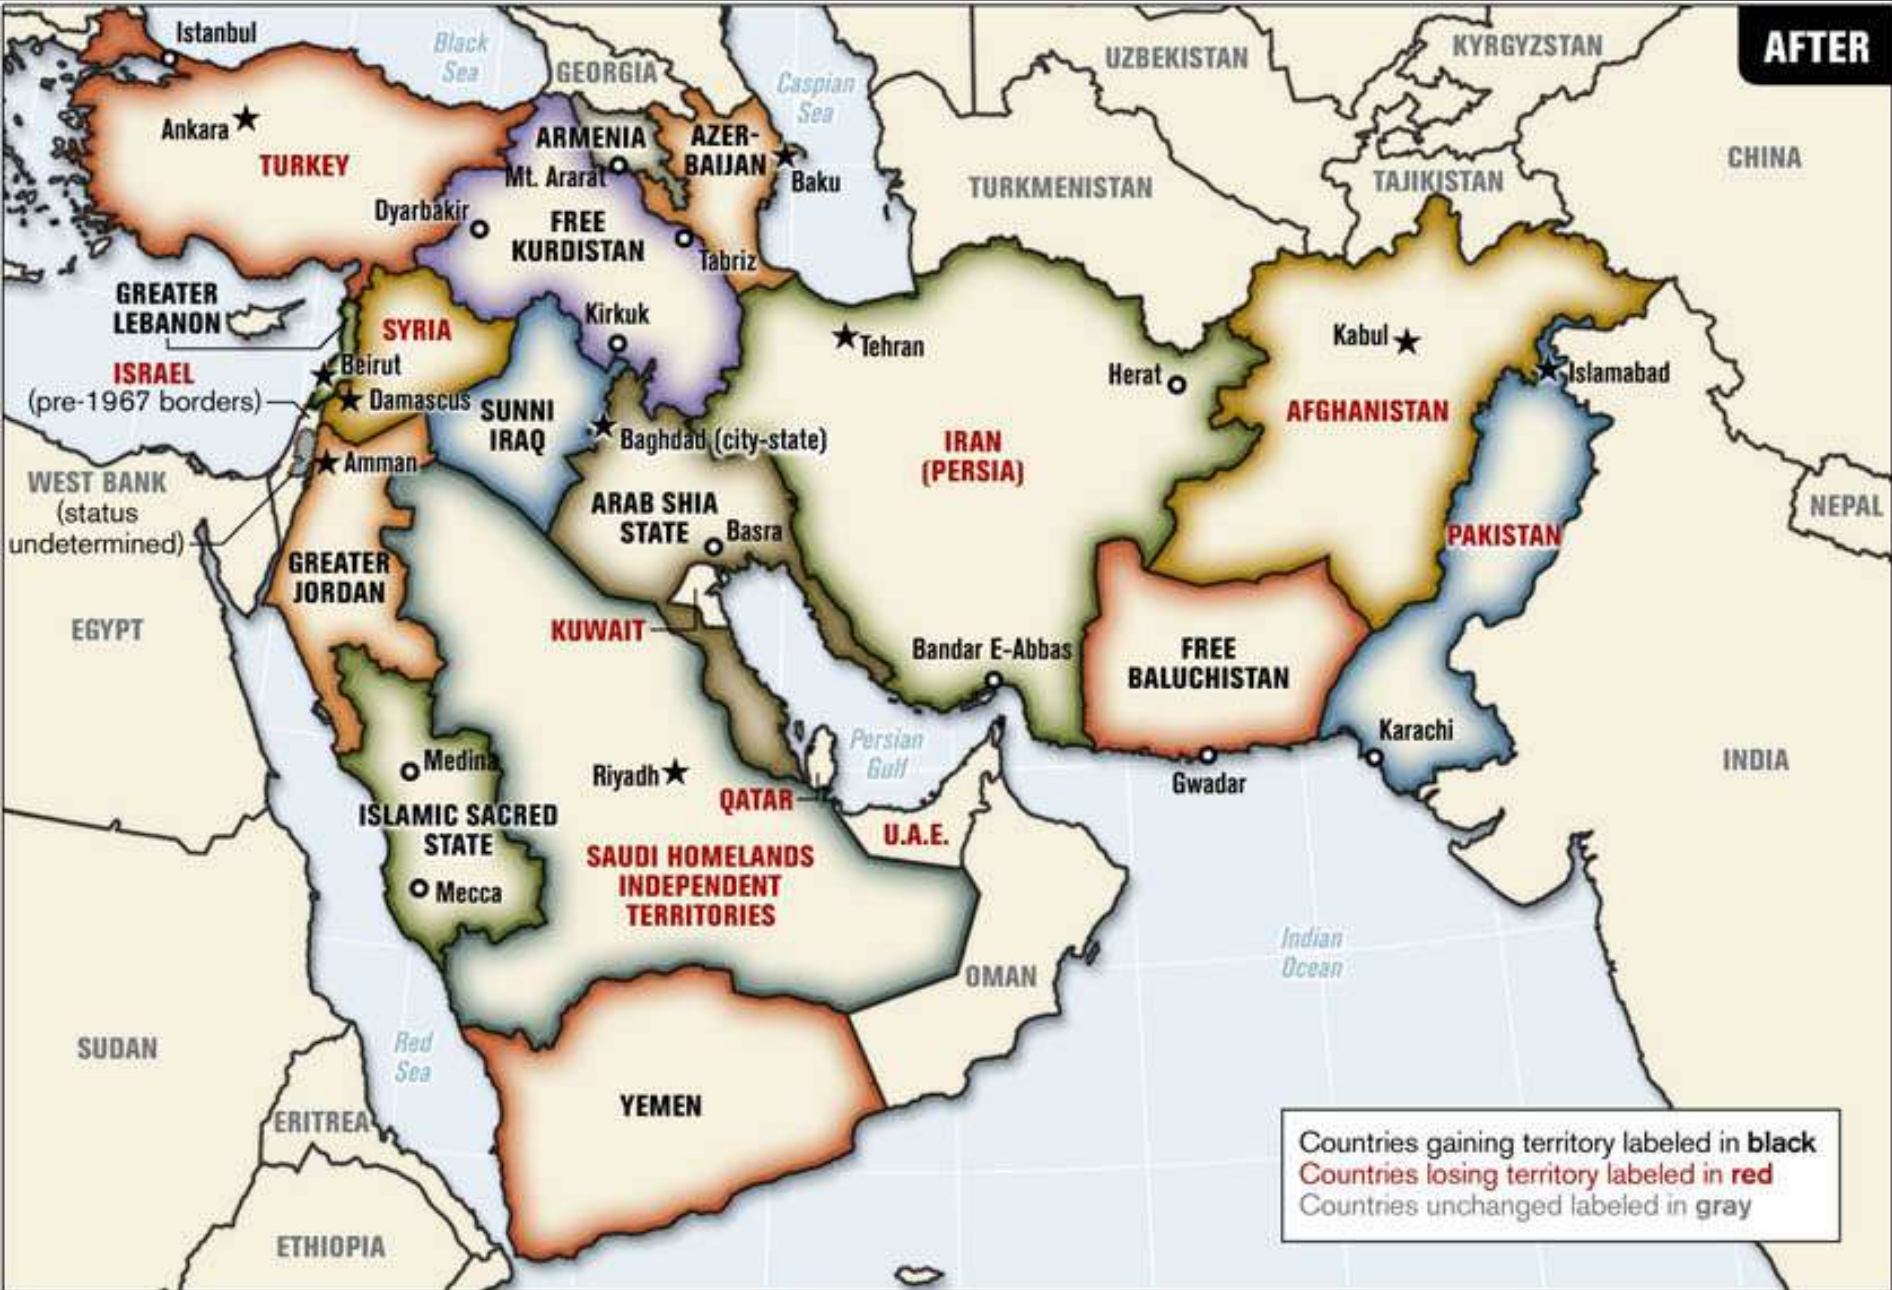 AFTER
Istanbul
Black
Sea
GEORGIA
Caspian
Sea
UZBEKISTAN
KYRGYZSTAN
CHINA
Ankara
TURKEY
ARMENIA
AZER-
BAIJAN
Baku
TURKMENISTAN
TAJIKISTAN
Mt. Ararat
Dyarbakir
FREE
KURDISTAN
Tabriz
GREATER
LEBANON
SYRIA
Kirkuk
Tehran
Herat
Kabul
Islamabad
ISRAEL
(pre-1967 borders)
Beirut
Damascus
SUNNI
IRAQ
Baghdad (city-state)
IRAN
(PERSIA)
AFGHANISTAN
WEST BANK
(status
undetermined)
Amman
ARAB SHIA
STATE
Basra
PAKISTAN
NEPAL
GREATER
JORDAN
EGYPT
KUWAIT
Bandar E-Abbas
FREE
BALUCHISTAN
Karachi
Gwadar
INDIA
Medina
Riyadh
Persian
Gulf
QATAR
ISLAMIC SACRED
STATE
U.A.E.
SAUDI HOMELANDS
INDEPENDENT
TERRITORIES
Mecca
OMAN
Indian
Ocean
SUDAN
Red
Sea
ERITREA
YEMEN
ETHIOPIA
Countries gaining territory labeled in black
Countries losing territory labeled in red
Countries unchanged labeled in gray